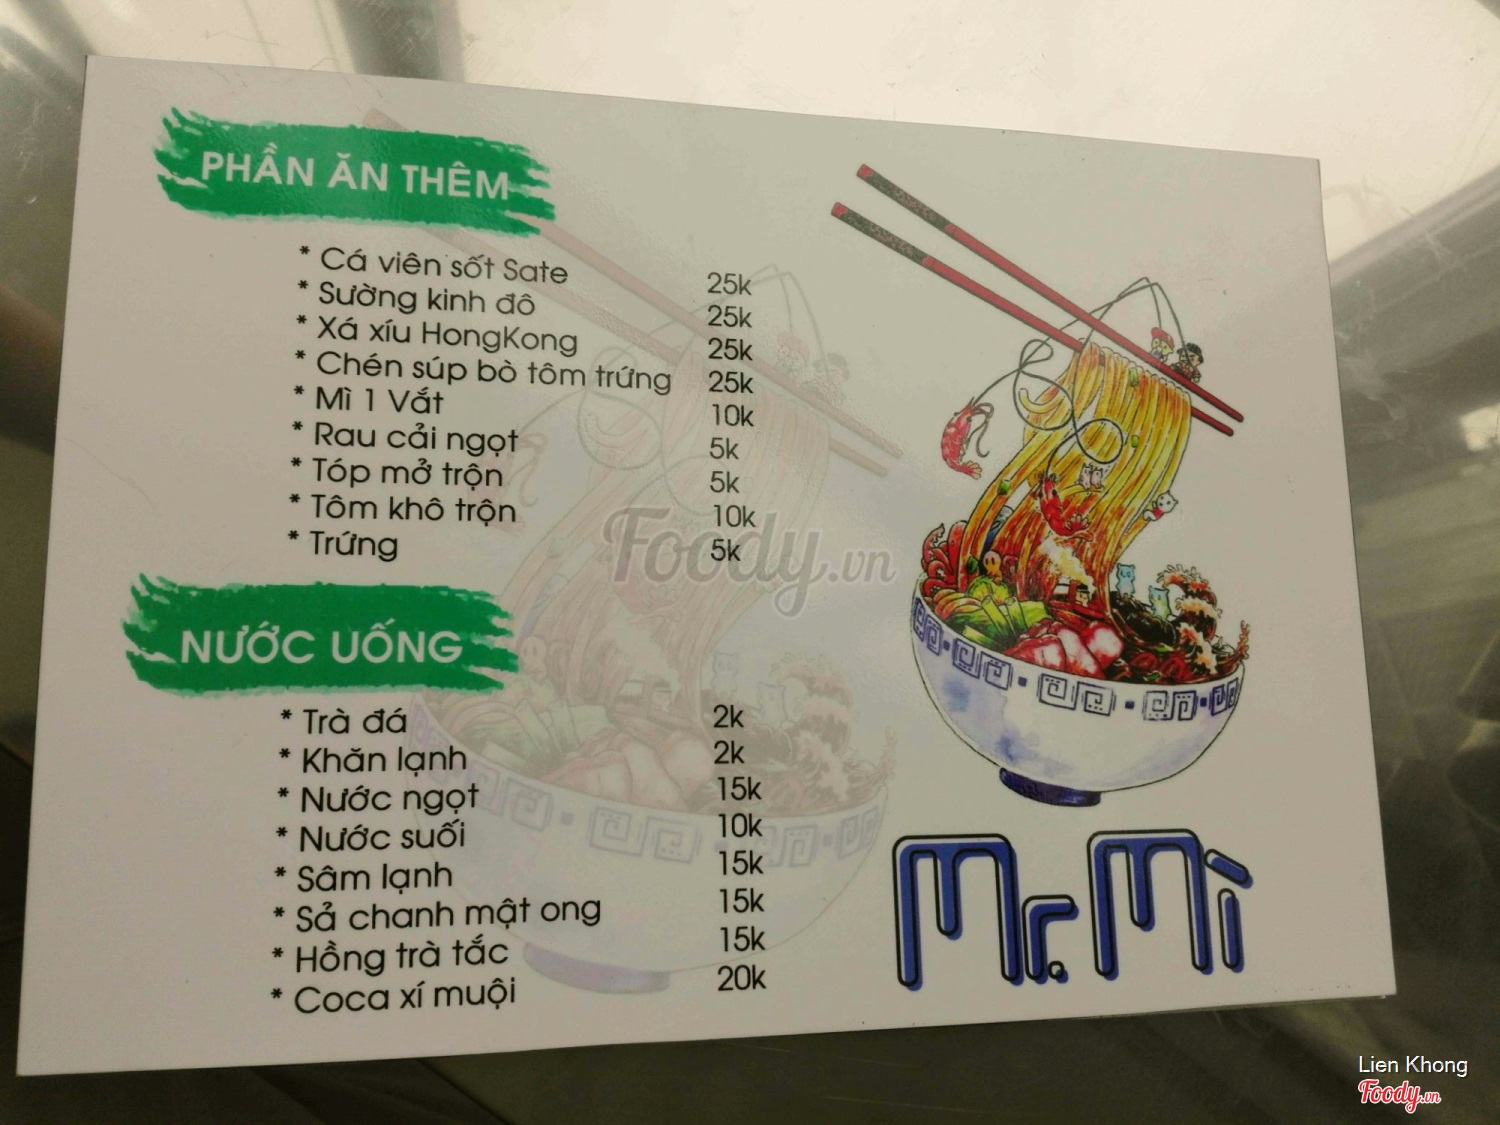 PHẦN ĂN THÊM
* Cá viên sốt Sate 25k
* Sường kinh đô 25k
* Xá xíu HongKong 25k
* Chén súp bò tôm trứng 25k
* Mì 1 Vắt 10k
* Rau cải ngọt 5k
* Tóp mở trộn 5k
* Tôm khô trộn 10k
* Trứng 5k
Foody.vn
NƯỚC UỐNG
* Trà đá 2k
* Khăn lạnh 2k
* Nước ngọt 15k
* Nước suối 10k
* Sâm lạnh 15k
* Sả chanh mật ong 15k
* Hồng trà tắc 15k
* Coca xí muội 20k
Mr. Mì
Lien Khong
Foody.vn